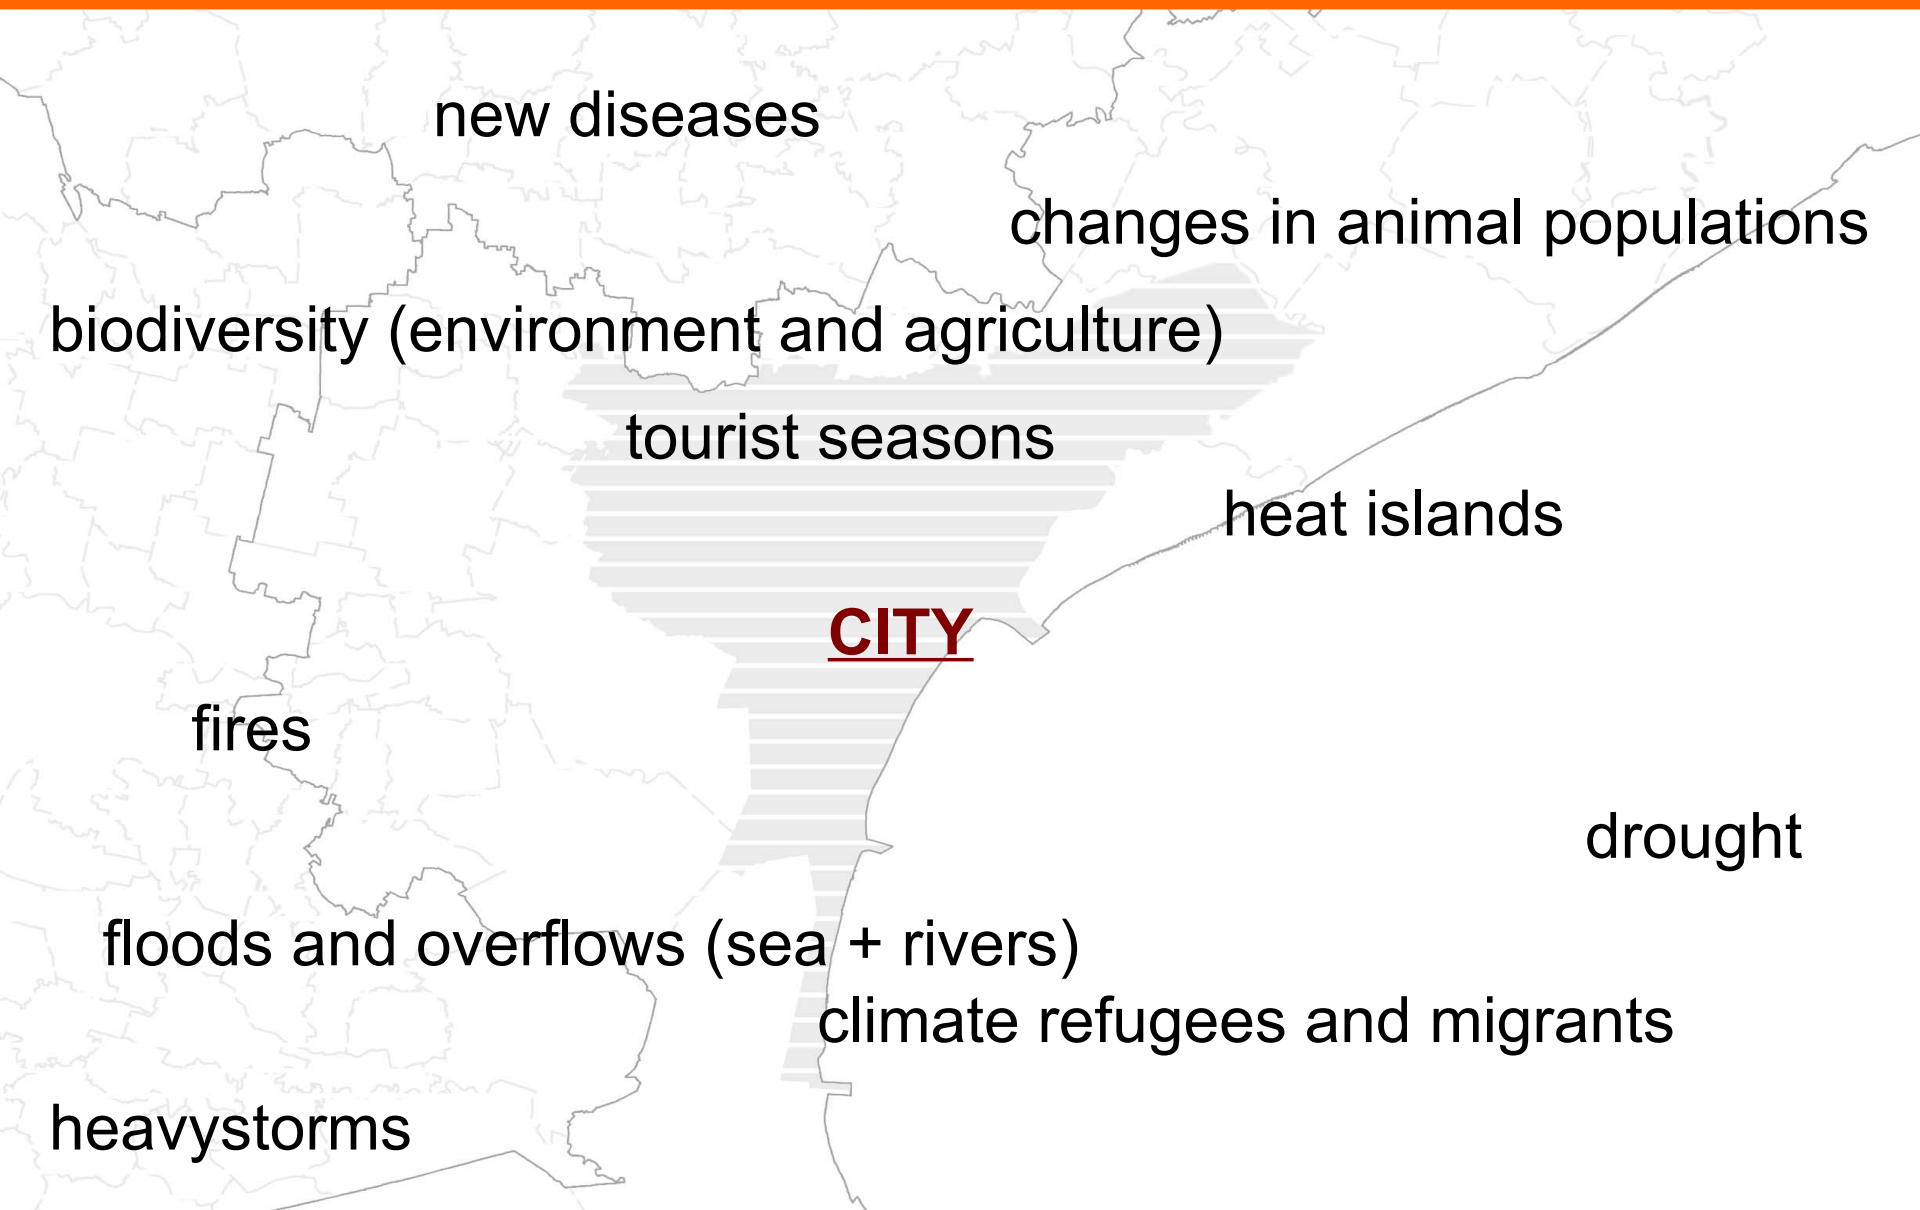 new diseases
changes in animal populations
biodiversity (environment and agriculture)
tourist seasons
heat islands
CITY
fires
drought
floods and overflows (sea + rivers)
climate refugees and migrants
heavystorms